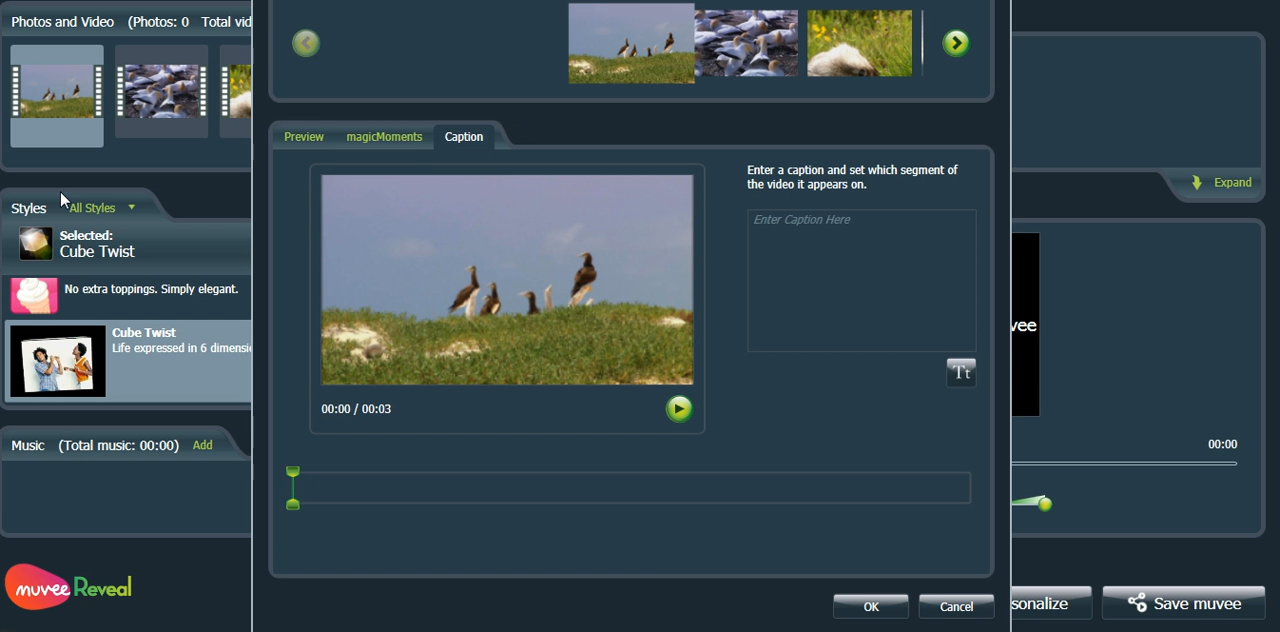 Photos and Video (Photos: 0 Total vid
Styles All Styles
Selected:
Cube Twist
No extra toppings. Simply elegant.
Cube Twist
Life expressed in 6 dimensi
Music (Total music: 00:00) Add
muvee Reveal
Preview magicMoments Caption
Enter a caption and set which segment of
the video it appears on.
Enter Caption Here
Tt
00:00 / 00:03
OK Cancel
Expand
vee
00:00
sonalize Save muvee